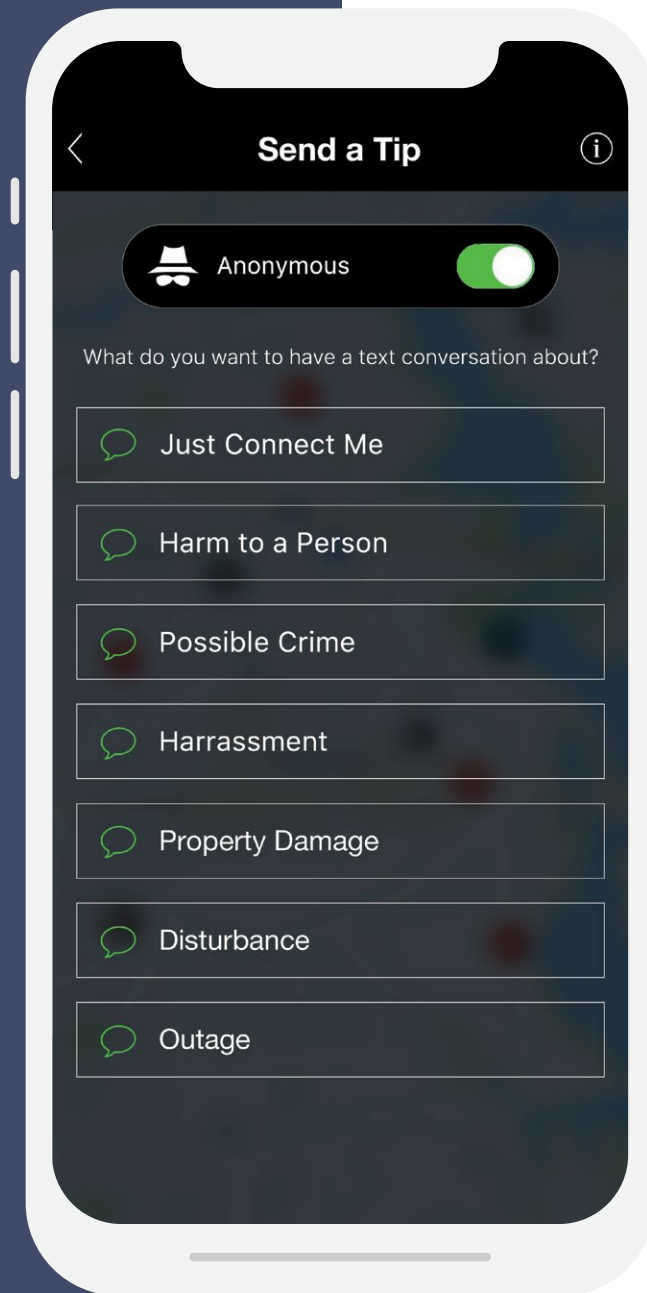 Send a Tip
Anonymous
What do you want to have a text conversation about?
Just Connect Me
Harm to a Person
Possible Crime
Harrassment
Property Damage
Disturbance
Outage